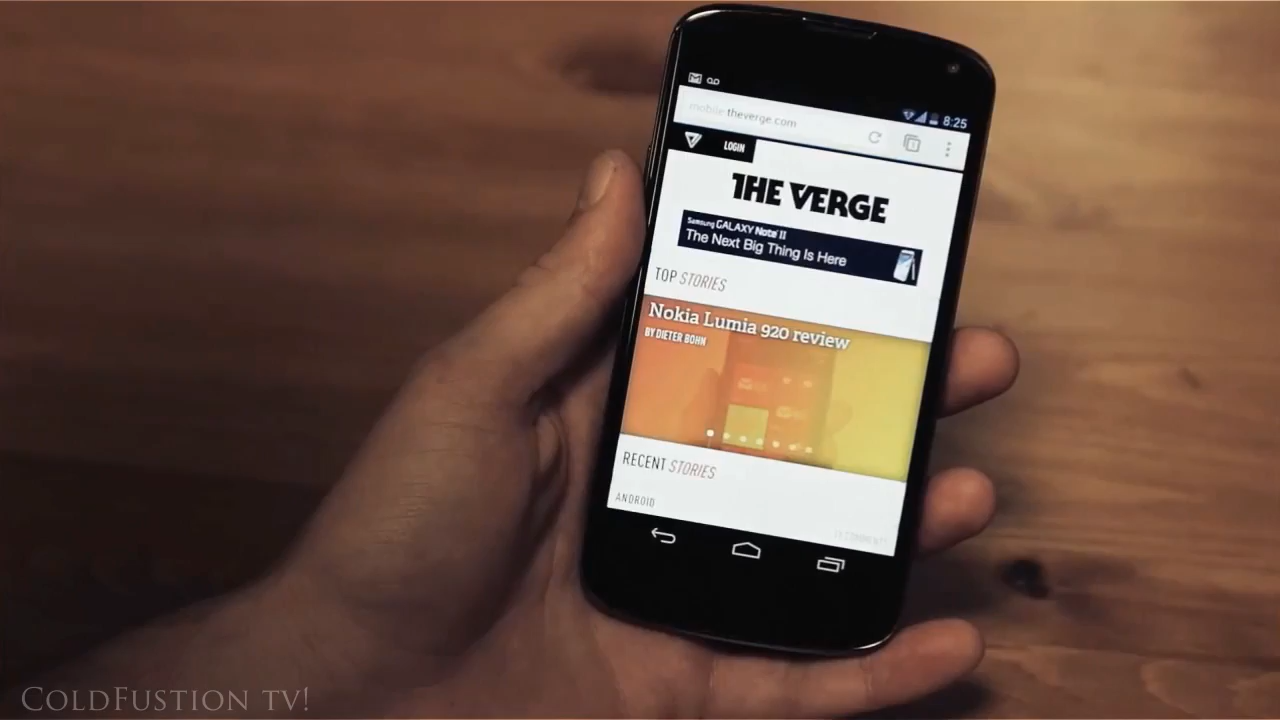 8:25
mobile.theverge.com
LOGIN
THE VERGE
Samsung GALAXY Note II
The Next Big Thing Is Here
TOP STORIES
Nokia Lumia 920 review
BY DIETER BOHN
RECENT STORIES
ANDROID
COLDFUSTION TV!